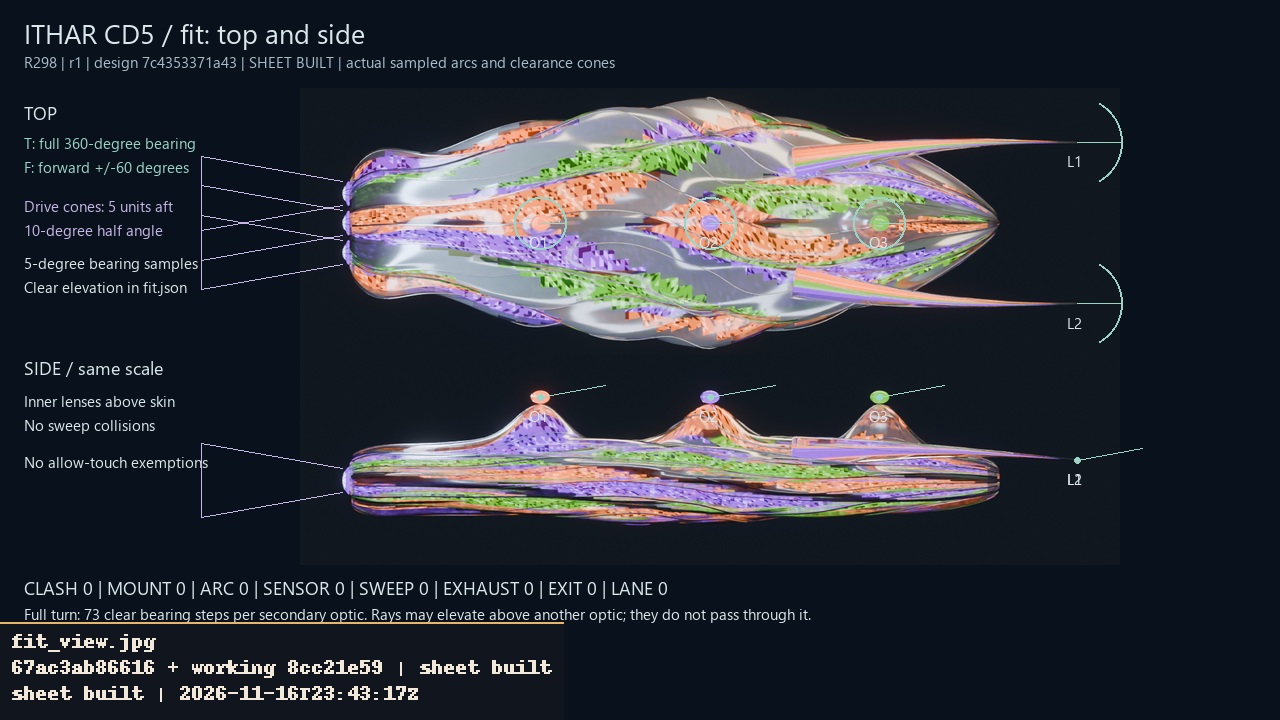 ITHAR CD5 / fit: top and side
R298 | r1 | design 7c4353371a43 | SHEET BUILT | actual sampled arcs and clearance cones
TOP
T: full 360-degree bearing
F: forward +/-60 degrees
Drive cones: 5 units aft
10-degree half angle
5-degree bearing samples
Clear elevation in fit.json
L1
O1
O2
O3
L2
SIDE / same scale
Inner lenses above skin
No sweep collisions
No allow-touch exemptions
O1
O2
O3
CLASH 0 | MOUNT 0 | ARC 0 | SENSOR 0 | SWEEP 0 | EXHAUST 0 | EXIT 0 | LANE 0
Full turn: 73 clear bearing steps per secondary optic. Rays may elevate above another optic; they do not pass through it.
fit_view.jpg
67ac3ab86616 + working 8cc21e59 | sheet built
sheet built | 2026-11-16T23:43:17Z